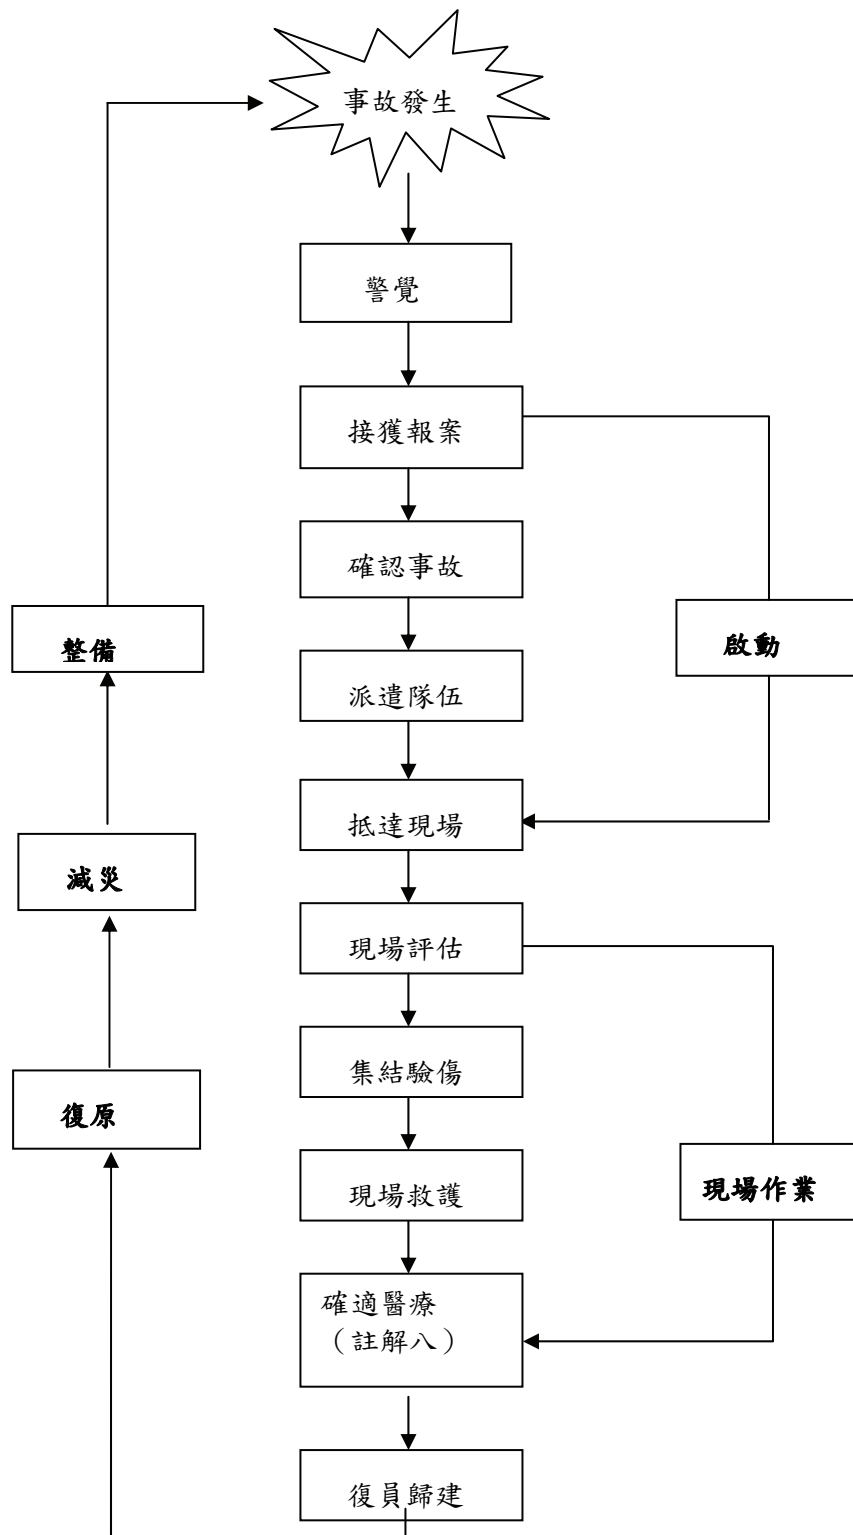 事故發生
警覺
接獲報案
確認事故
整備
啟動
派遣隊伍
抵達現場
減災
現場評估
集結驗傷
復原
現場救護
現場作業
確適醫療
（註解八）
復員歸建